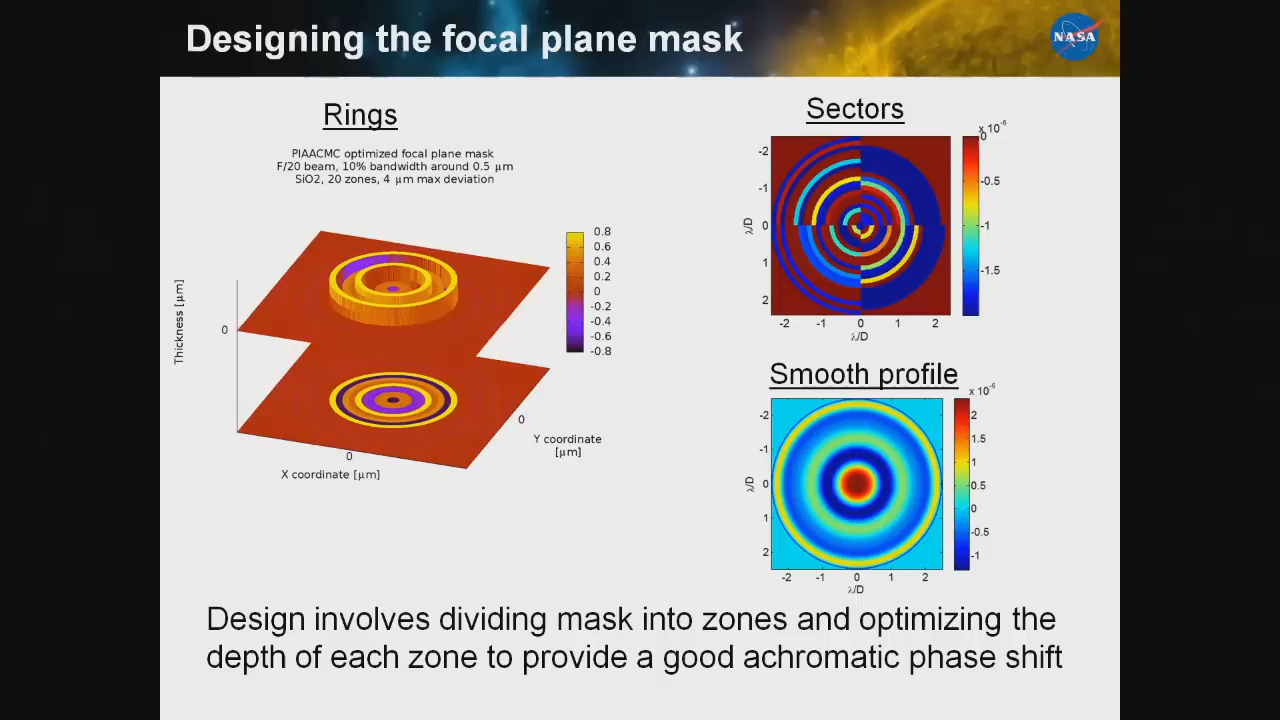 Designing the focal plane mask
NASA
Rings
PIAACMC optimized focal plane mask
F/20 beam, 10% bandwidth around 0.5 μm
SiO2, 20 zones, 4 μm max deviation
0.8
0.6
0.4
0.2
0
-0.2
-0.4
-0.6
-0.8
Thickness [μm]
0
0
Y coordinate
[μm]
0
X coordinate [μm]
Sectors
x 10⁻⁶
0
-0.5
-1
-1.5
-2
-1
0
1
2
λ/D
-2 -1 0 1 2
λ/D
Smooth profile
x 10⁻⁶
2
1.5
1
0.5
0
-0.5
-1
-2
-1
0
1
2
λ/D
-2 -1 0 1 2
λ/D
Design involves dividing mask into zones and optimizing the
depth of each zone to provide a good achromatic phase shift